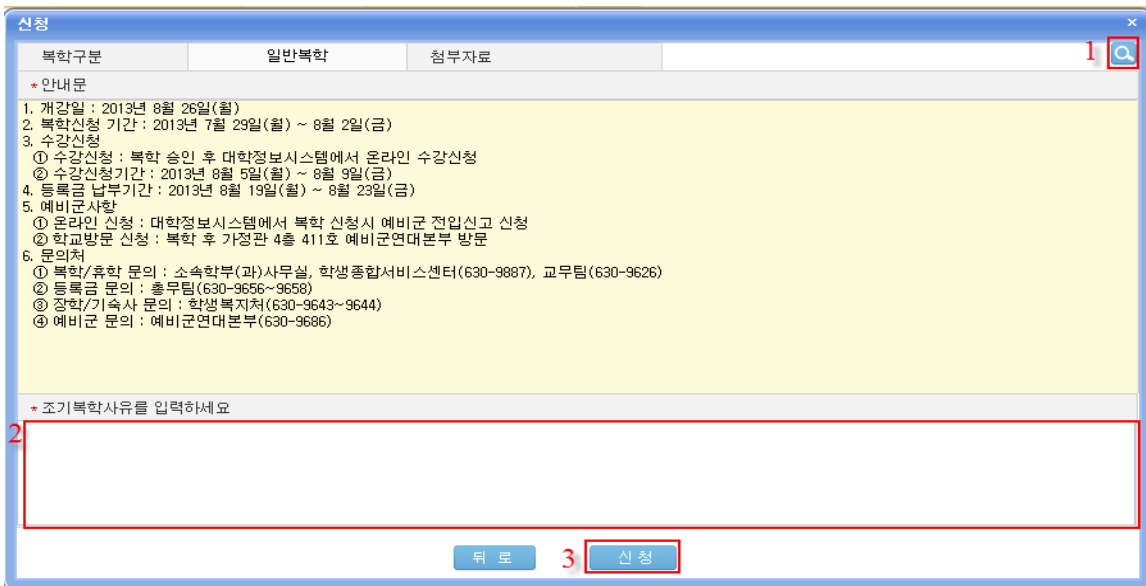 신청
복학구분 일반복학 첨부자료 1
* 안내문
1. 개강일 : 2013년 8월 26일(월)
2. 복학신청 기간 : 2013년 7월 29일(월) ~ 8월 2일(금)
3. 수강신청
① 수강신청 : 복학 승인 후 대학정보시스템에서 온라인 수강신청
② 수강신청기간 : 2013년 8월 5일(월) ~ 8월 9일(금)
4. 등록금 납부기간 : 2013년 8월 19일(월) ~ 8월 23일(금)
5. 예비군사항
① 온라인 신청 : 대학정보시스템에서 복학 신청시 예비군 전입신고 신청
② 학교방문 신청 : 복학 후 가정관 4층 411호 예비군연대본부 방문
6. 문의처
① 복학/휴학 문의 : 소속학부(과)사무실, 학생종합서비스센터(630-9887), 교무팀(630-9626)
② 등록금 문의 : 총무팀(630-9656~9658)
③ 장학/기숙사 문의 : 학생복지처(630-9643~9644)
④ 예비군 문의 : 예비군연대본부(630-9686)
* 조기복학사유를 입력하세요
2
뒤 로 3 신 청